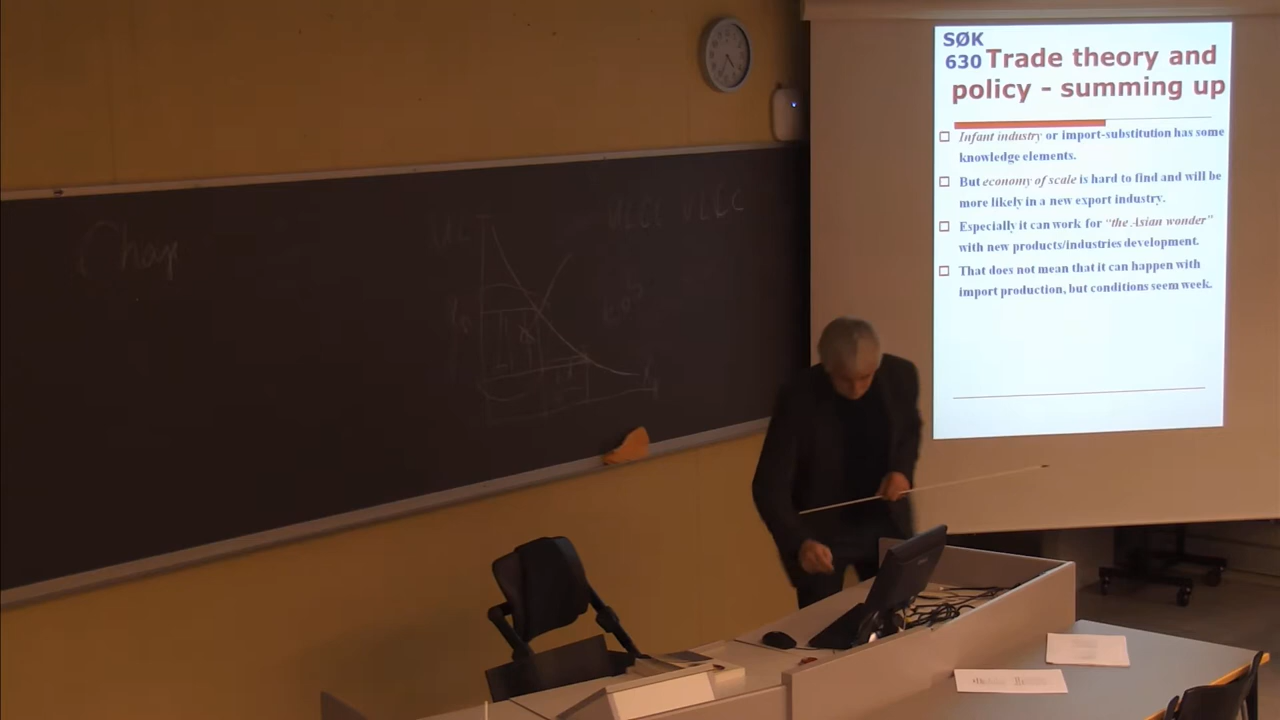 SØK
630 Trade theory and
policy - summing up
Infant industry or import-substitution has some
knowledge elements.
But economy of scale is hard to find and will be
more likely in a new export industry.
Especially it can work for "the Asian wonder"
with new products/industries development.
That does not mean that it can happen with
import production, but conditions seem week.
Chap